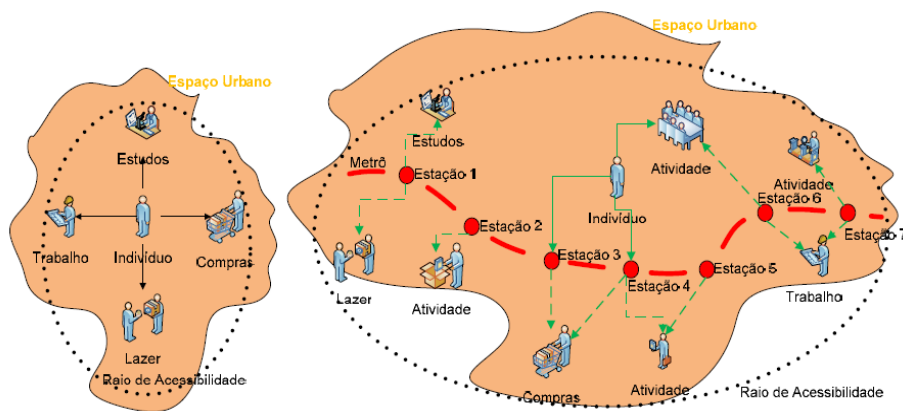 Espaço Urbano
Estudos
Trabalho
Indivíduo
Compras
Lazer
Raio de Acessibilidade
Espaço Urbano
Estudos
Metrô
Estação 1
Atividade
Atividade
Indivíduo
Estação 6
Estação 2
Estação 7
Estação 3
Estação 5
Estação 4
Lazer
Atividade
Trabalho
Compras
Atividade
Raio de Acessibilidade